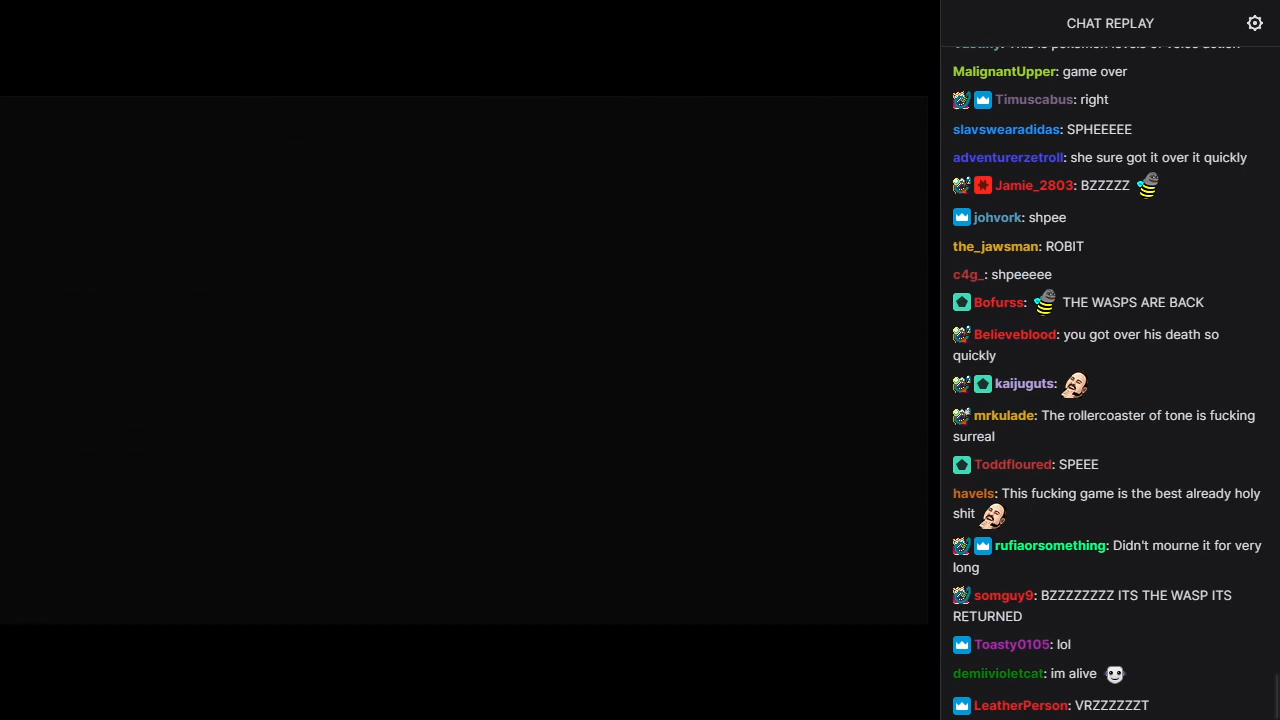 CHAT REPLAY
MalignantUpper: game over
Timuscabus: right
slavswearadidas: SPHEEEEE
adventurerzetroll: she sure got it over it quickly
Jamie_2803: BZZZZZ
johvork: shpee
the_jawsman: ROBIT
c4g_: shpeeeee
Bofurss: THE WASPS ARE BACK
Believeblood: you got over his death so
quickly
kaijuguts:
mrkulade: The rollercoaster of tone is fucking
surreal
Toddfloured: SPEEE
havels: This fucking game is the best already holy
shit
rufiaorsomething: Didn't mourne it for very
long
somguy9: BZZZZZZZZ ITS THE WASP ITS
RETURNED
Toasty0105: lol
demiivioletcat: im alive
LeatherPerson: VRZZZZZZT